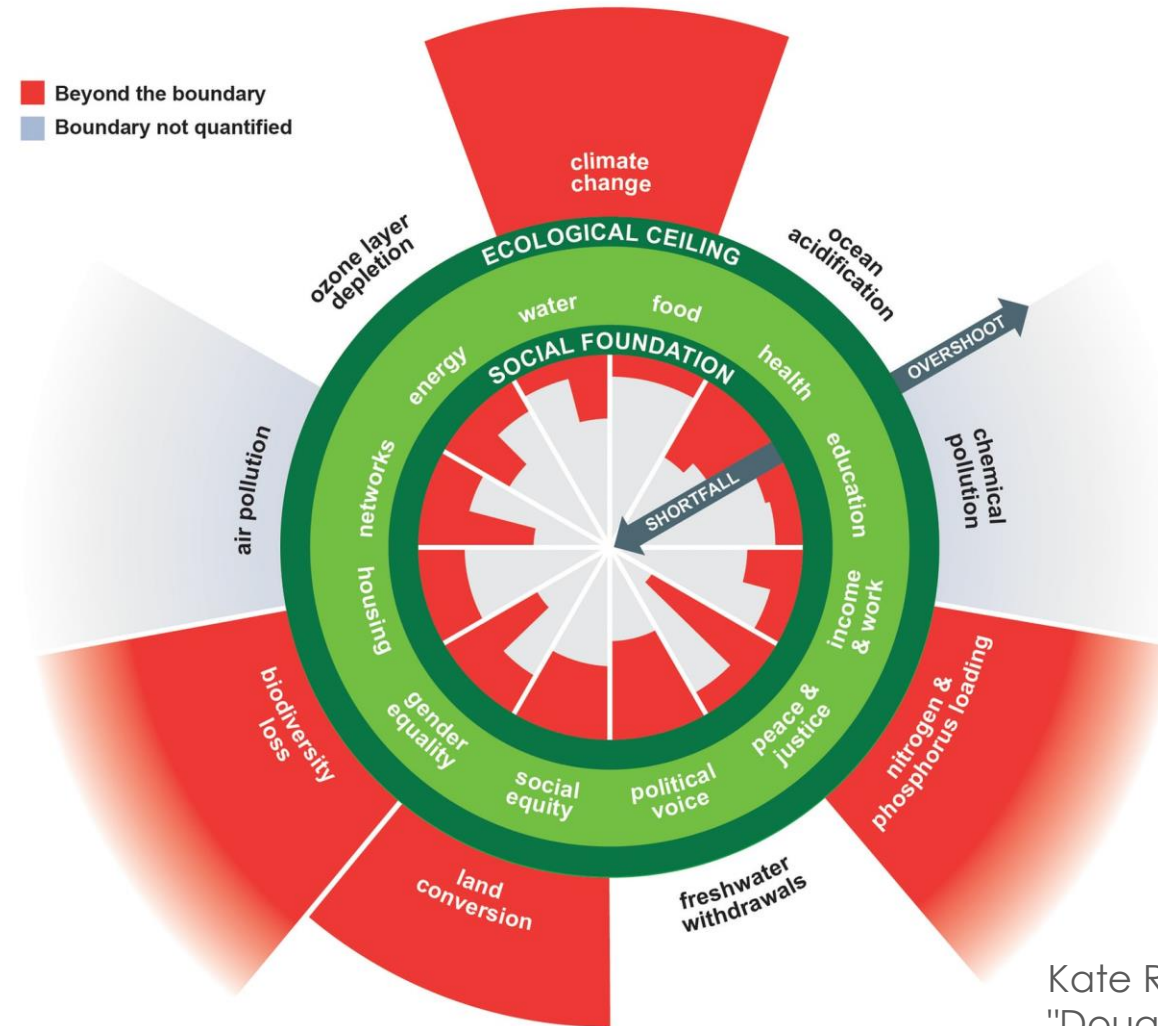 Beyond the boundary
Boundary not quantified
climate
change
ozone layer
depletion
ocean
acidification
ECOLOGICAL CEILING
water
food
energy
health
SOCIAL FOUNDATION
OVERSHOOT
SHORTFALL
networks
education
air pollution
chemical
pollution
housing
income
& work
biodiversity
loss
gender
equality
peace &
justice
nitrogen &
phosphorus loading
social
equity
political
voice
land
conversion
freshwater
withdrawals
Kate R
"Doug